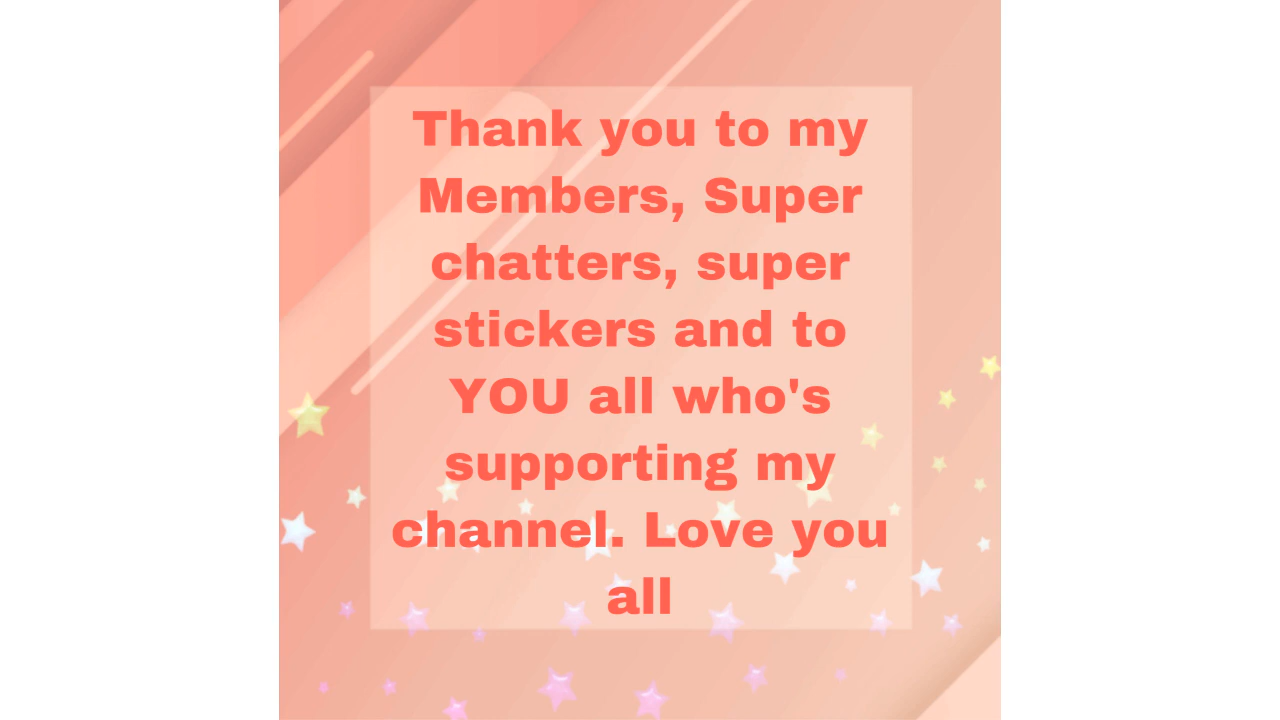 Thank you to my
Members, Super
chatters, super
stickers and to
YOU all who's
supporting my
channel. Love you
all